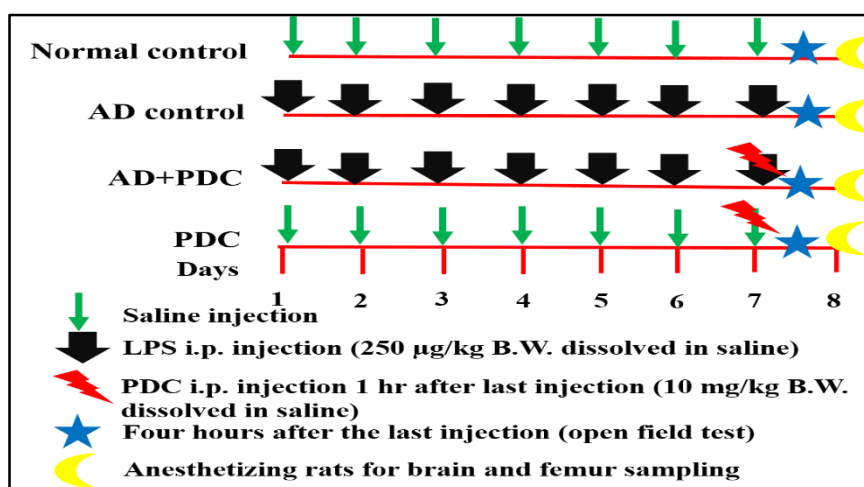 Normal control
AD control
AD+PDC
PDC
Days
1 2 3 4 5 6 7 8
Saline injection
LPS i.p. injection (250 µg/kg B.W. dissolved in saline)
PDC i.p. injection 1 hr after last injection (10 mg/kg B.W.
dissolved in saline)
Four hours after the last injection (open field test)
Anesthetizing rats for brain and femur sampling